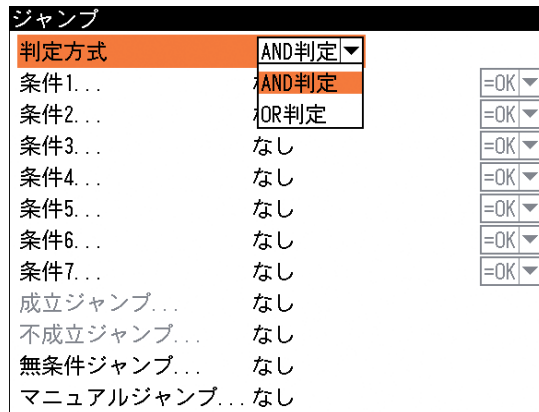 ジャンプ
判定方式 AND判定
条件1... AND判定 =OK
条件2... OR判定 =OK
条件3... なし =OK
条件4... なし =OK
条件5... なし =OK
条件6... なし =OK
条件7... なし =OK
成立ジャンプ... なし
不成立ジャンプ... なし
無条件ジャンプ... なし
マニュアルジャンプ... なし